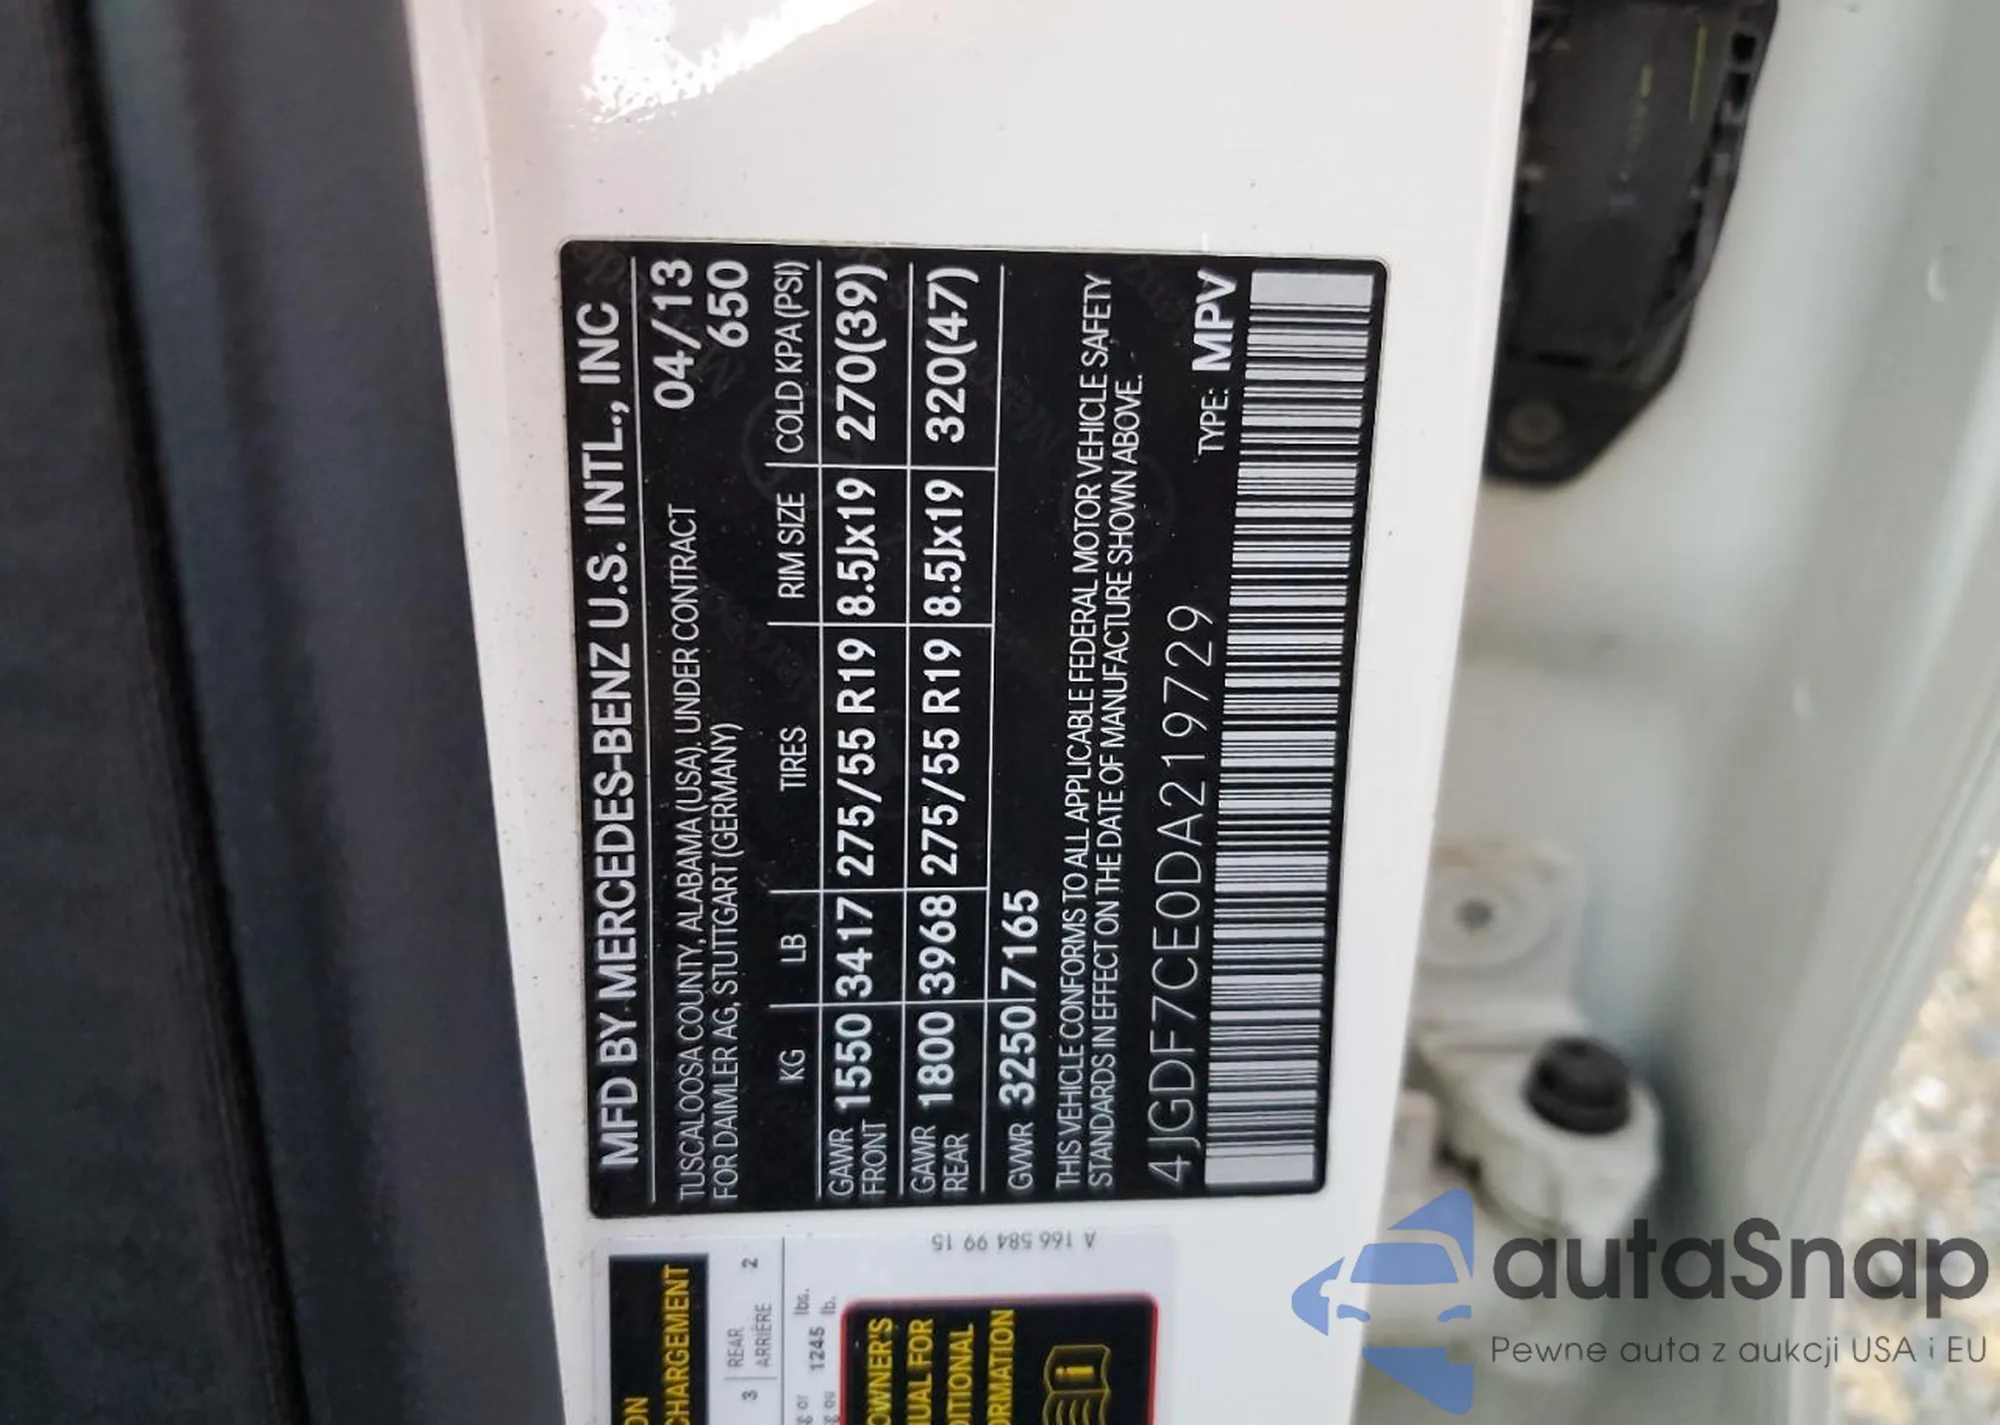 MFD BY MERCEDES-BENZ U.S. INTL., INC
TUSCALOOSA COUNTY, ALABAMA (USA), UNDER CONTRACT 04/13
FOR DAIMLER AG, STUTTGART (GERMANY) 650
KG LB TIRES RIM SIZE COLD KPA (PSI)
GAWR FRONT 1550 3417 275/55 R19 8.5Jx19 270(39)
GAWR REAR 1800 3968 275/55 R19 8.5Jx19 320(47)
GVWR 3250 7165
THIS VEHICLE CONFORMS TO ALL APPLICABLE FEDERAL MOTOR VEHICLE SAFETY
STANDARDS IN EFFECT ON THE DATE OF MANUFACTURE SHOWN ABOVE.
4JGDF7CE0DA219729 TYPE: MPV
A 166 584 99 15
CHARGEMENT
3 REAR 2
ARRIÈRE
1245 lbs.
lb.
OWNER'S
FOR
autaSnap
Pewne auta z aukcji USA i EU